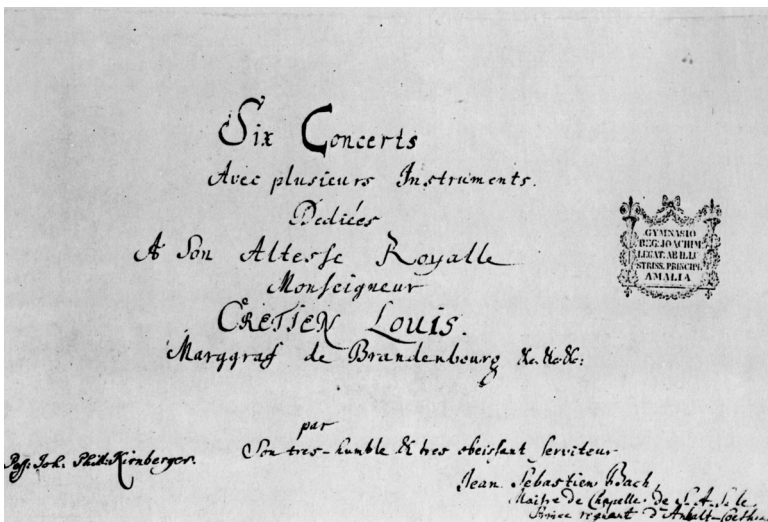 Six Concerts
Avec plusieurs Instruments.
Dediées
A Son Altesse Royalle
Monseigneur
CRETIEN Louis.
Marggraf de Brandenbourg &c. &c. &c:
par
Son tres-humble & tres obeissant serviteur
Jean Sebastien Bach,
Maitre de Chapelle de S. A. S. le
Prince regnant d'Anhalt-Coethen
Poss. Joh. Phil. Kirnberger.
GYMNASIO
REG. JOACHIM.
LEGAT. AB ILLU
STRISS. PRINCIPE.
AMALIA